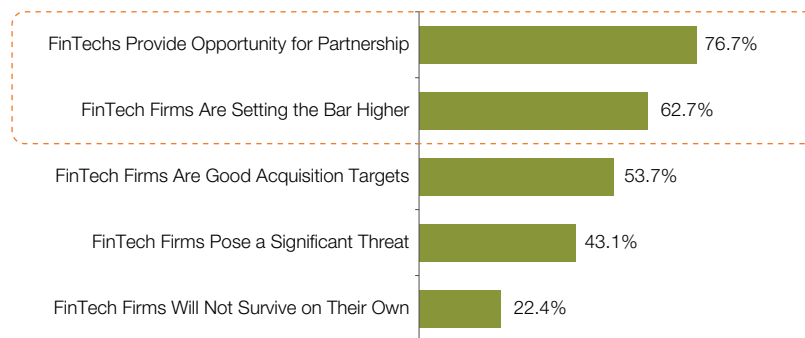 FinTechs Provide Opportunity for Partnership 76.7%
FinTech Firms Are Setting the Bar Higher 62.7%
FinTech Firms Are Good Acquisition Targets 53.7%
FinTech Firms Pose a Significant Threat 43.1%
FinTech Firms Will Not Survive on Their Own 22.4%